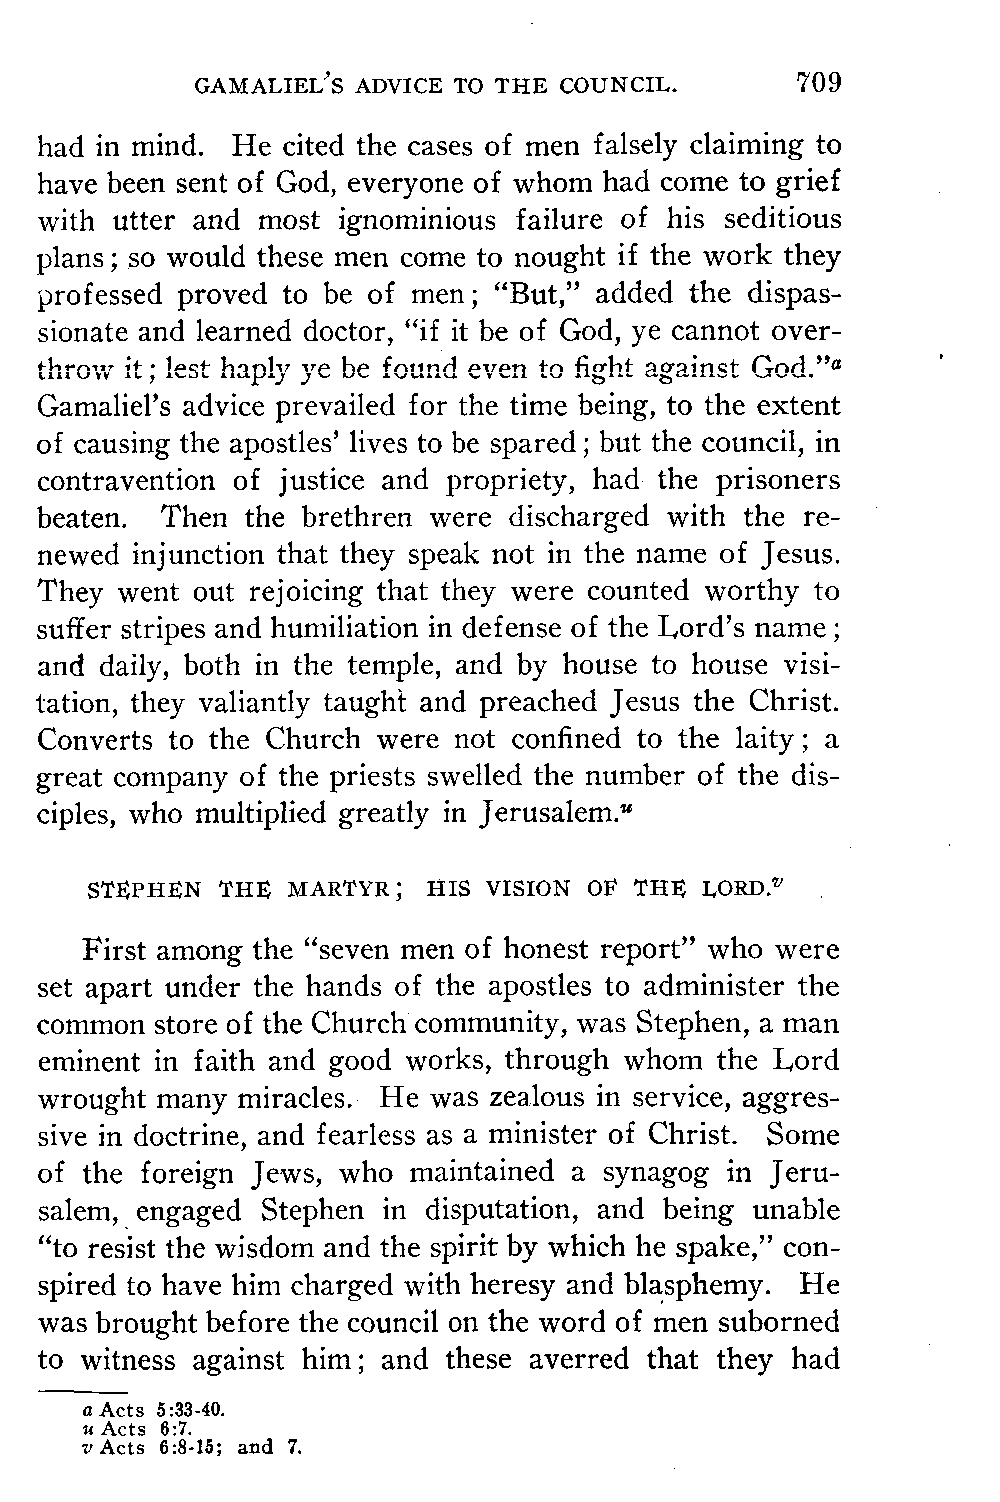 GAMALIEL'S ADVICE TO THE COUNCIL. 709
had in mind. He cited the cases of men falsely claiming to
have been sent of God, everyone of whom had come to grief
with utter and most ignominious failure of his seditious
plans; so would these men come to nought if the work they
professed proved to be of men; “But,” added the dispas-
sionate and learned doctor, “if it be of God, ye cannot over-
throw it; lest haply ye be found even to fight against God.”a
Gamaliel’s advice prevailed for the time being, to the extent
of causing the apostles’ lives to be spared; but the council, in
contravention of justice and propriety, had the prisoners
beaten. Then the brethren were discharged with the re-
newed injunction that they speak not in the name of Jesus.
They went out rejoicing that they were counted worthy to
suffer stripes and humiliation in defense of the Lord’s name;
and daily, both in the temple, and by house to house visi-
tation, they valiantly taught and preached Jesus the Christ.
Converts to the Church were not confined to the laity; a
great company of the priests swelled the number of the dis-
ciples, who multiplied greatly in Jerusalem.u
STEPHEN THE MARTYR; HIS VISION OF THE LORD.v
First among the “seven men of honest report” who were
set apart under the hands of the apostles to administer the
common store of the Church community, was Stephen, a man
eminent in faith and good works, through whom the Lord
wrought many miracles. He was zealous in service, aggres-
sive in doctrine, and fearless as a minister of Christ. Some
of the foreign Jews, who maintained a synagog in Jeru-
salem, engaged Stephen in disputation, and being unable
“to resist the wisdom and the spirit by which he spake,” con-
spired to have him charged with heresy and blasphemy. He
was brought before the council on the word of men suborned
to witness against him; and these averred that they had
a Acts 5:33-40.
u Acts 6:7.
v Acts 6:8-15; and 7.